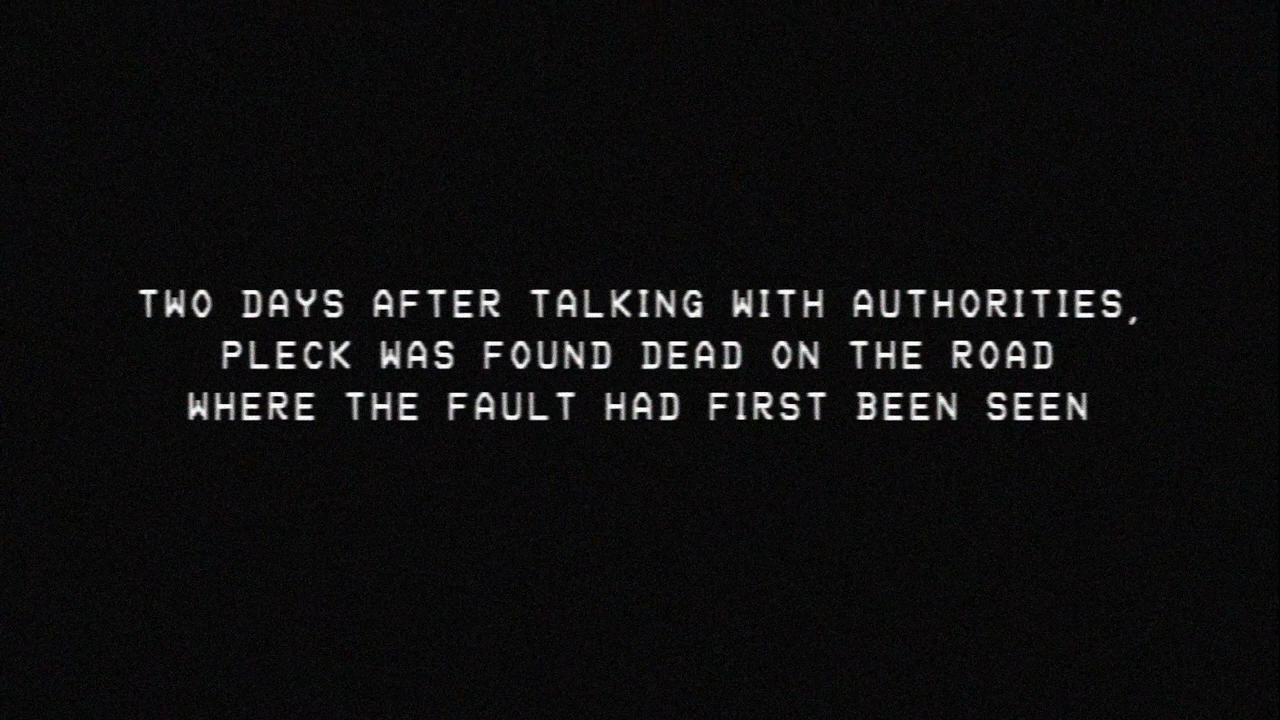 TWO DAYS AFTER TALKING WITH AUTHORITIES,
PLECK WAS FOUND DEAD ON THE ROAD
WHERE THE FAULT HAD FIRST BEEN SEEN